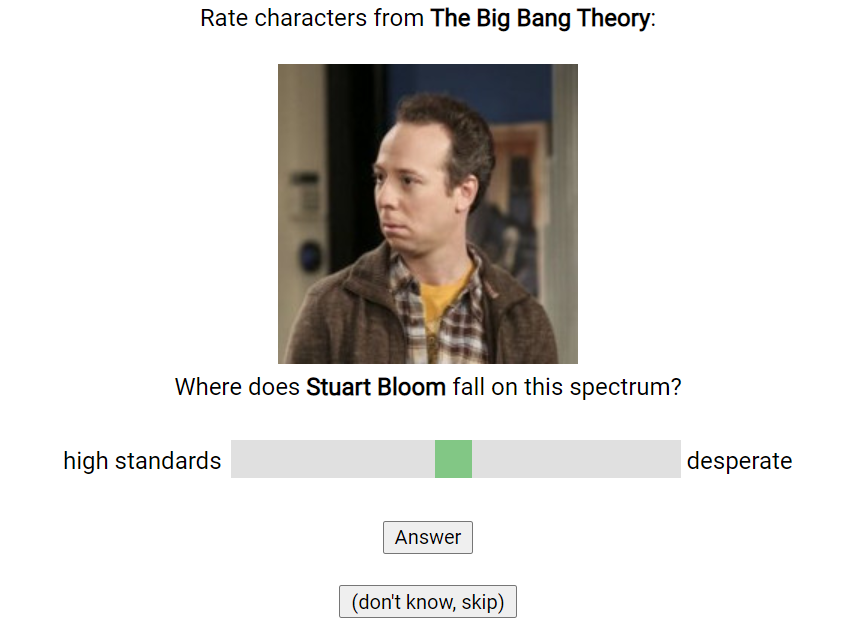 Rate characters from The Big Bang Theory:
Where does Stuart Bloom fall on this spectrum?
high standards
desperate
Answer
(don't know, skip)